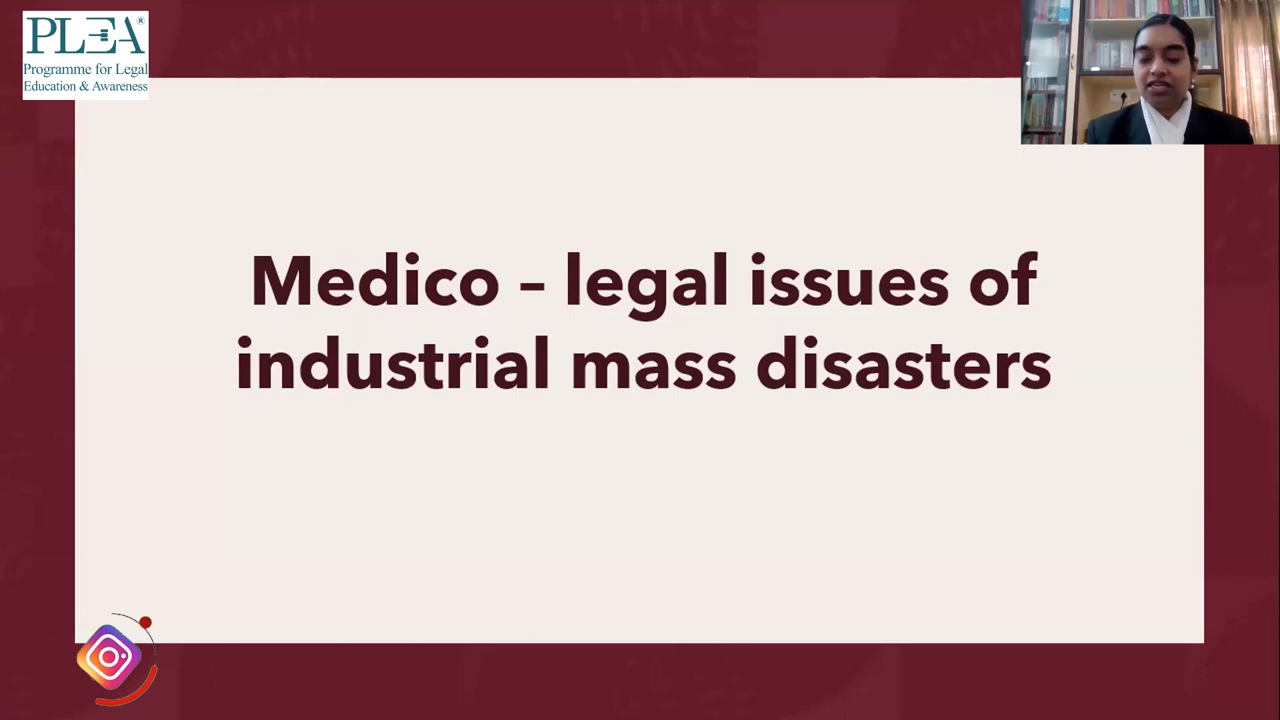 PLEA®
Programme for Legal
Education & Awareness
Medico – legal issues of
industrial mass disasters